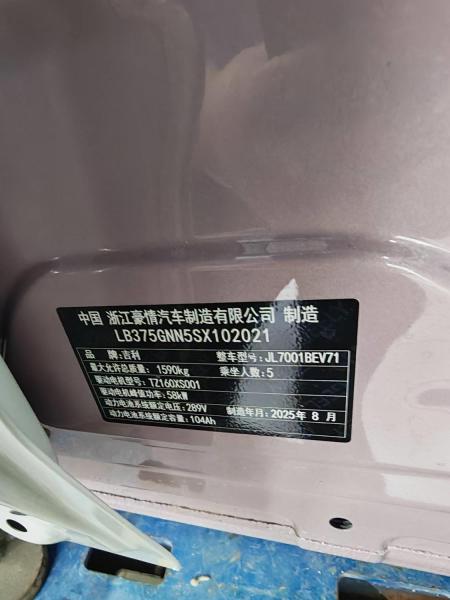 中国 浙江豪情汽车制造有限公司 制造
LB375GNN5SX102021
品牌：吉利 整车型号：JL7001BEV71
最大允许总质量：1590kg 乘坐人数：5
驱动电机型号：TZ160XS001
驱动电机峰值功率：58kW
动力电池系统额定电压：289V 制造年月：2025年 8 月
动力电池系统额定容量：104Ah